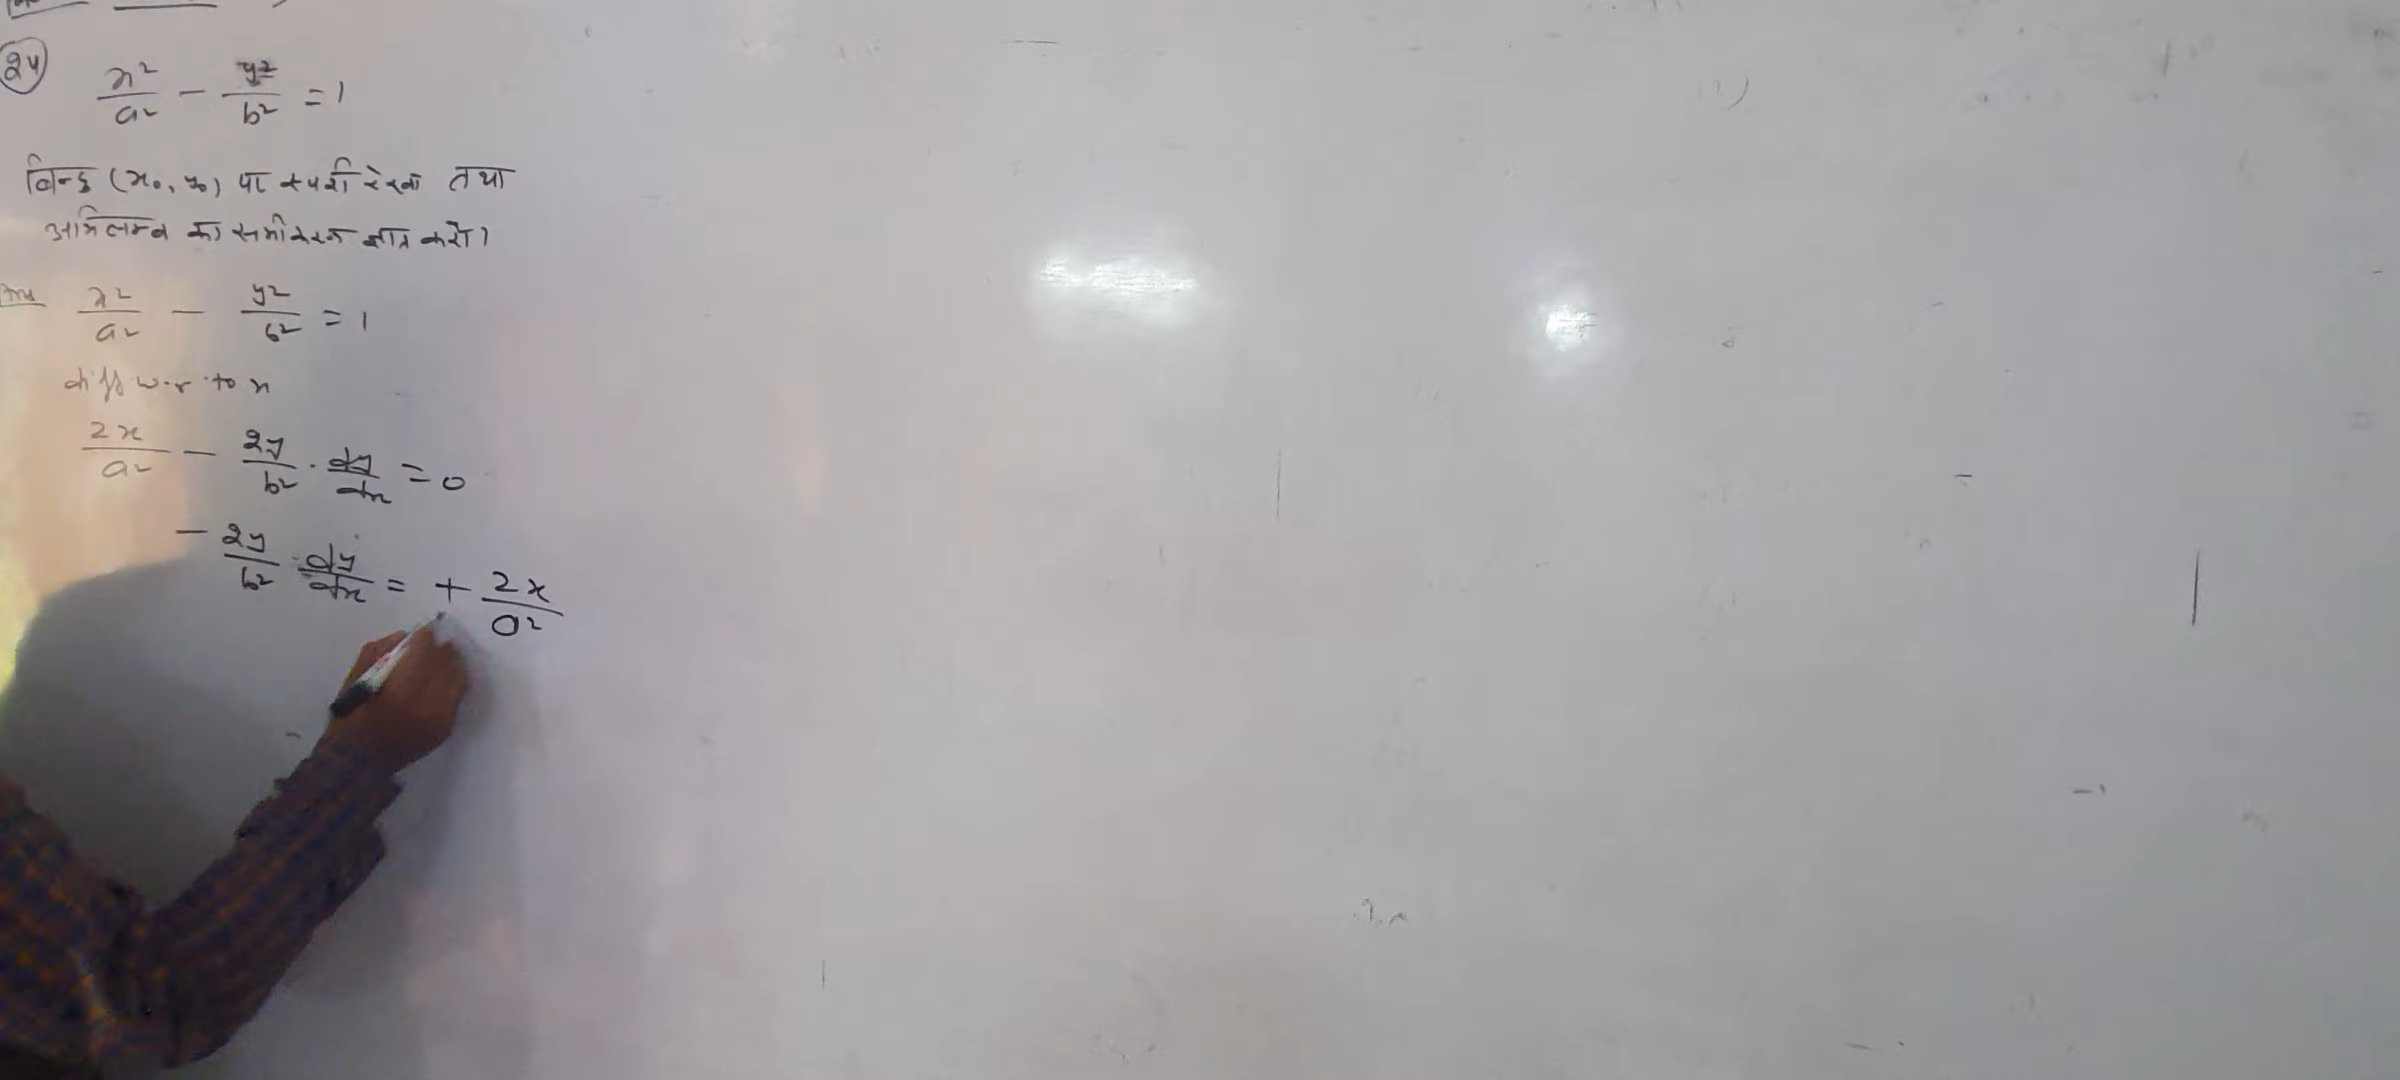 24
x²/a² - y²/b² = 1
बिन्दु (x₀, y₀) पर स्पर्श रेखा तथा
अभिलम्ब का समीकरण ज्ञात करो।
Ans x²/a² - y²/b² = 1
diff w.r.to x
2x/a² - 2y/b² . dy/dx = 0
- 2y/b² . dy/dx = + 2x/a²